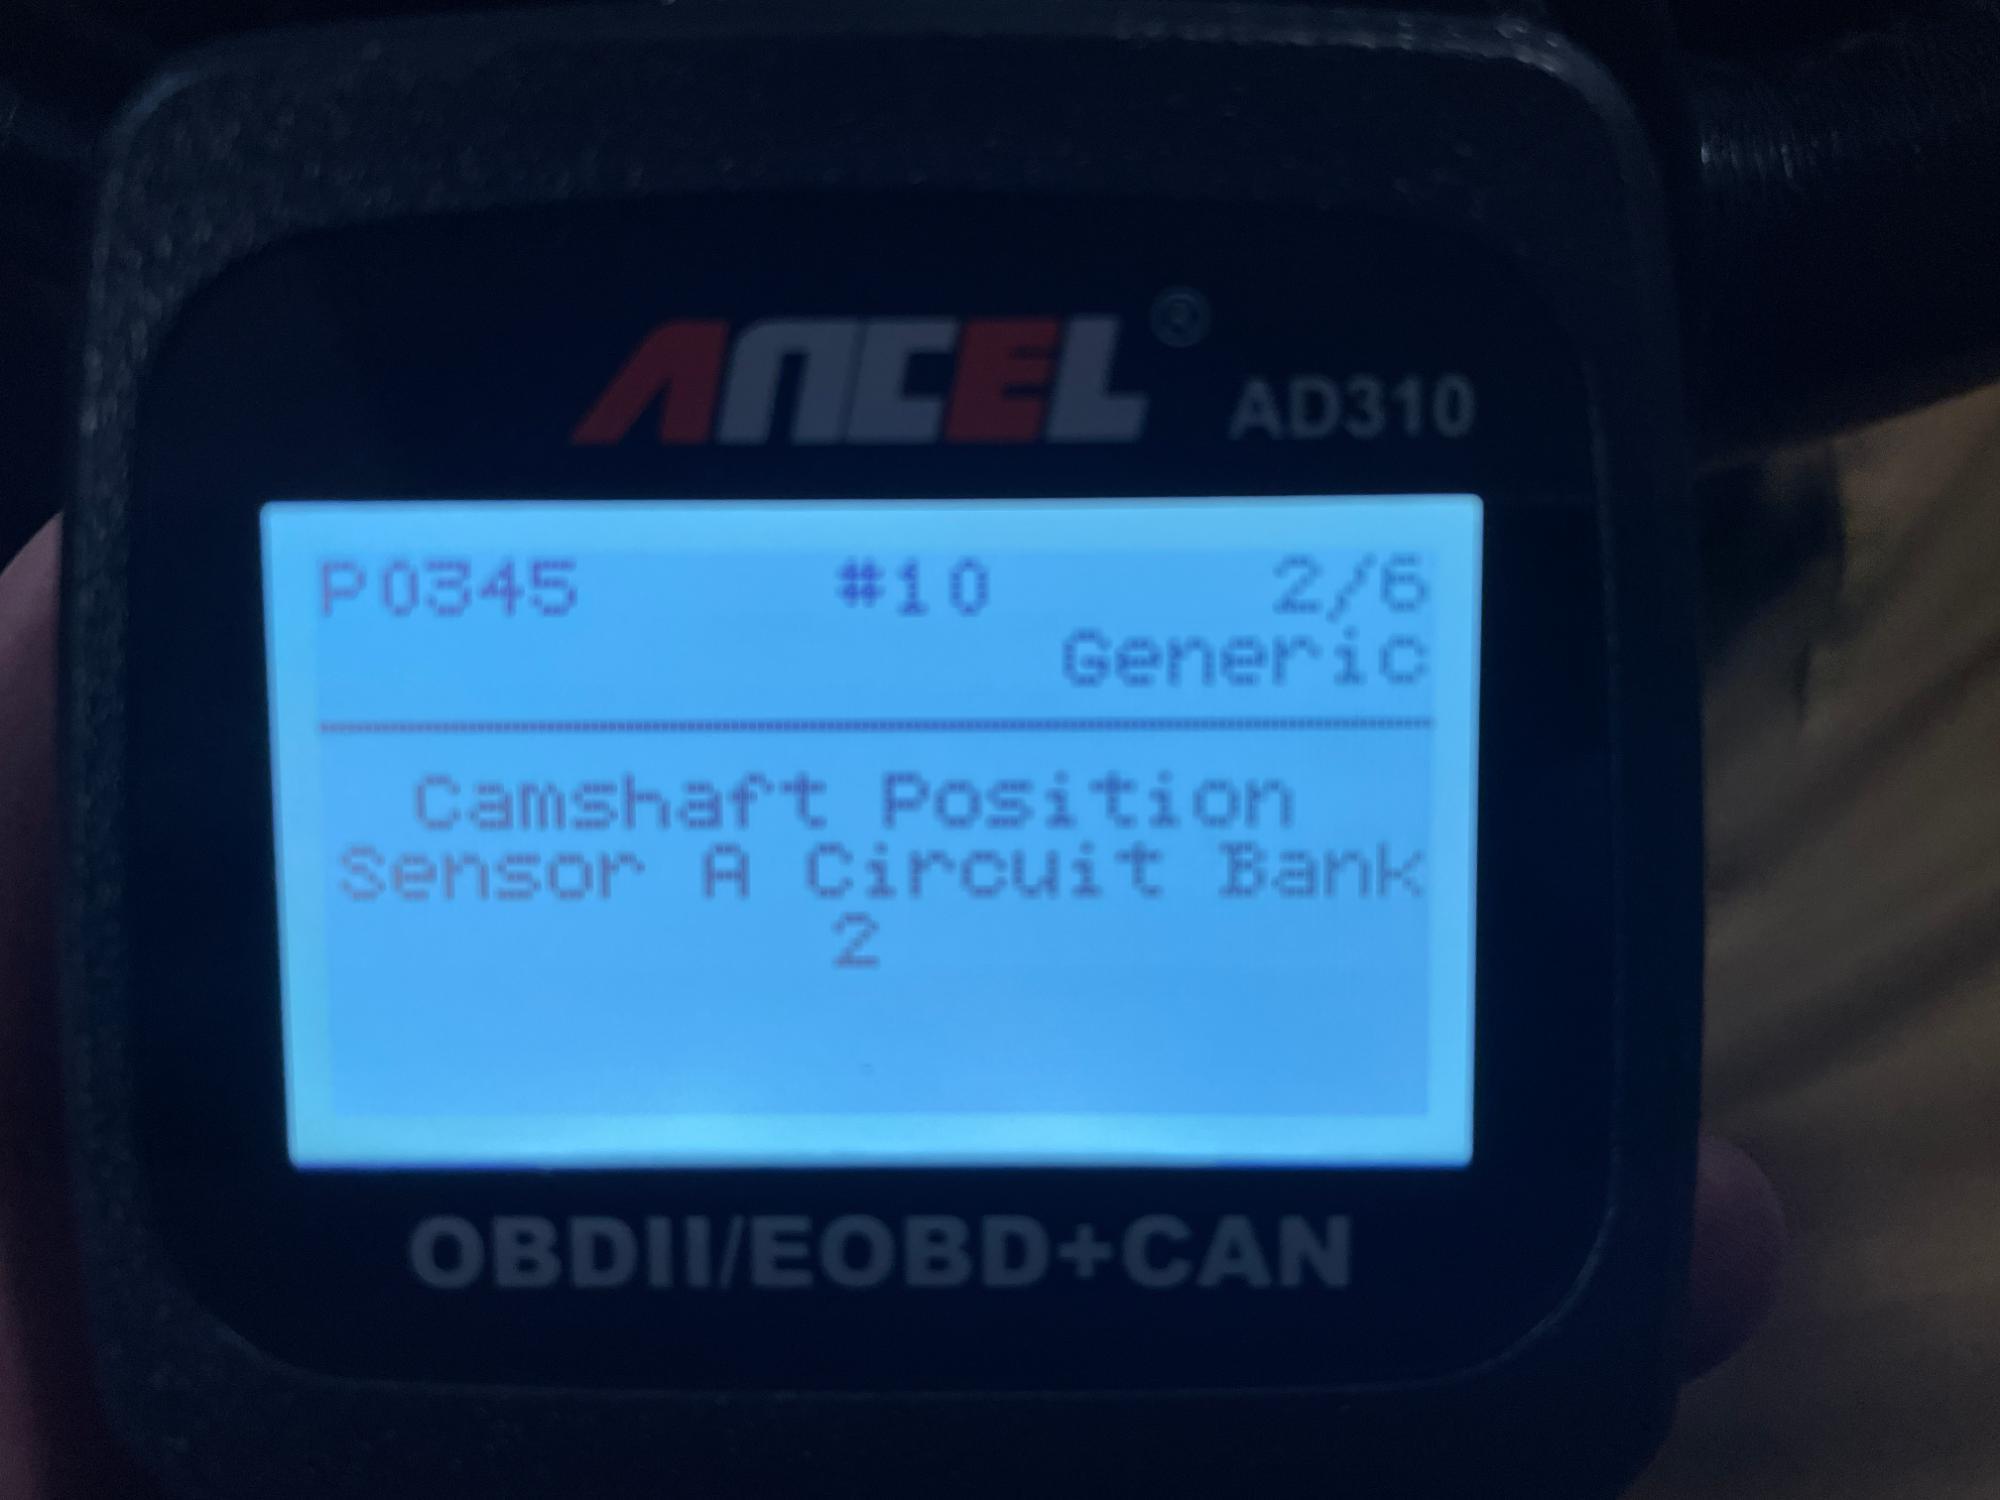 ANCEL ®
AD310
P0345 #10 2/6
Generic
Camshaft Position
Sensor A Circuit Bank
2
OBDII/EOBD+CAN